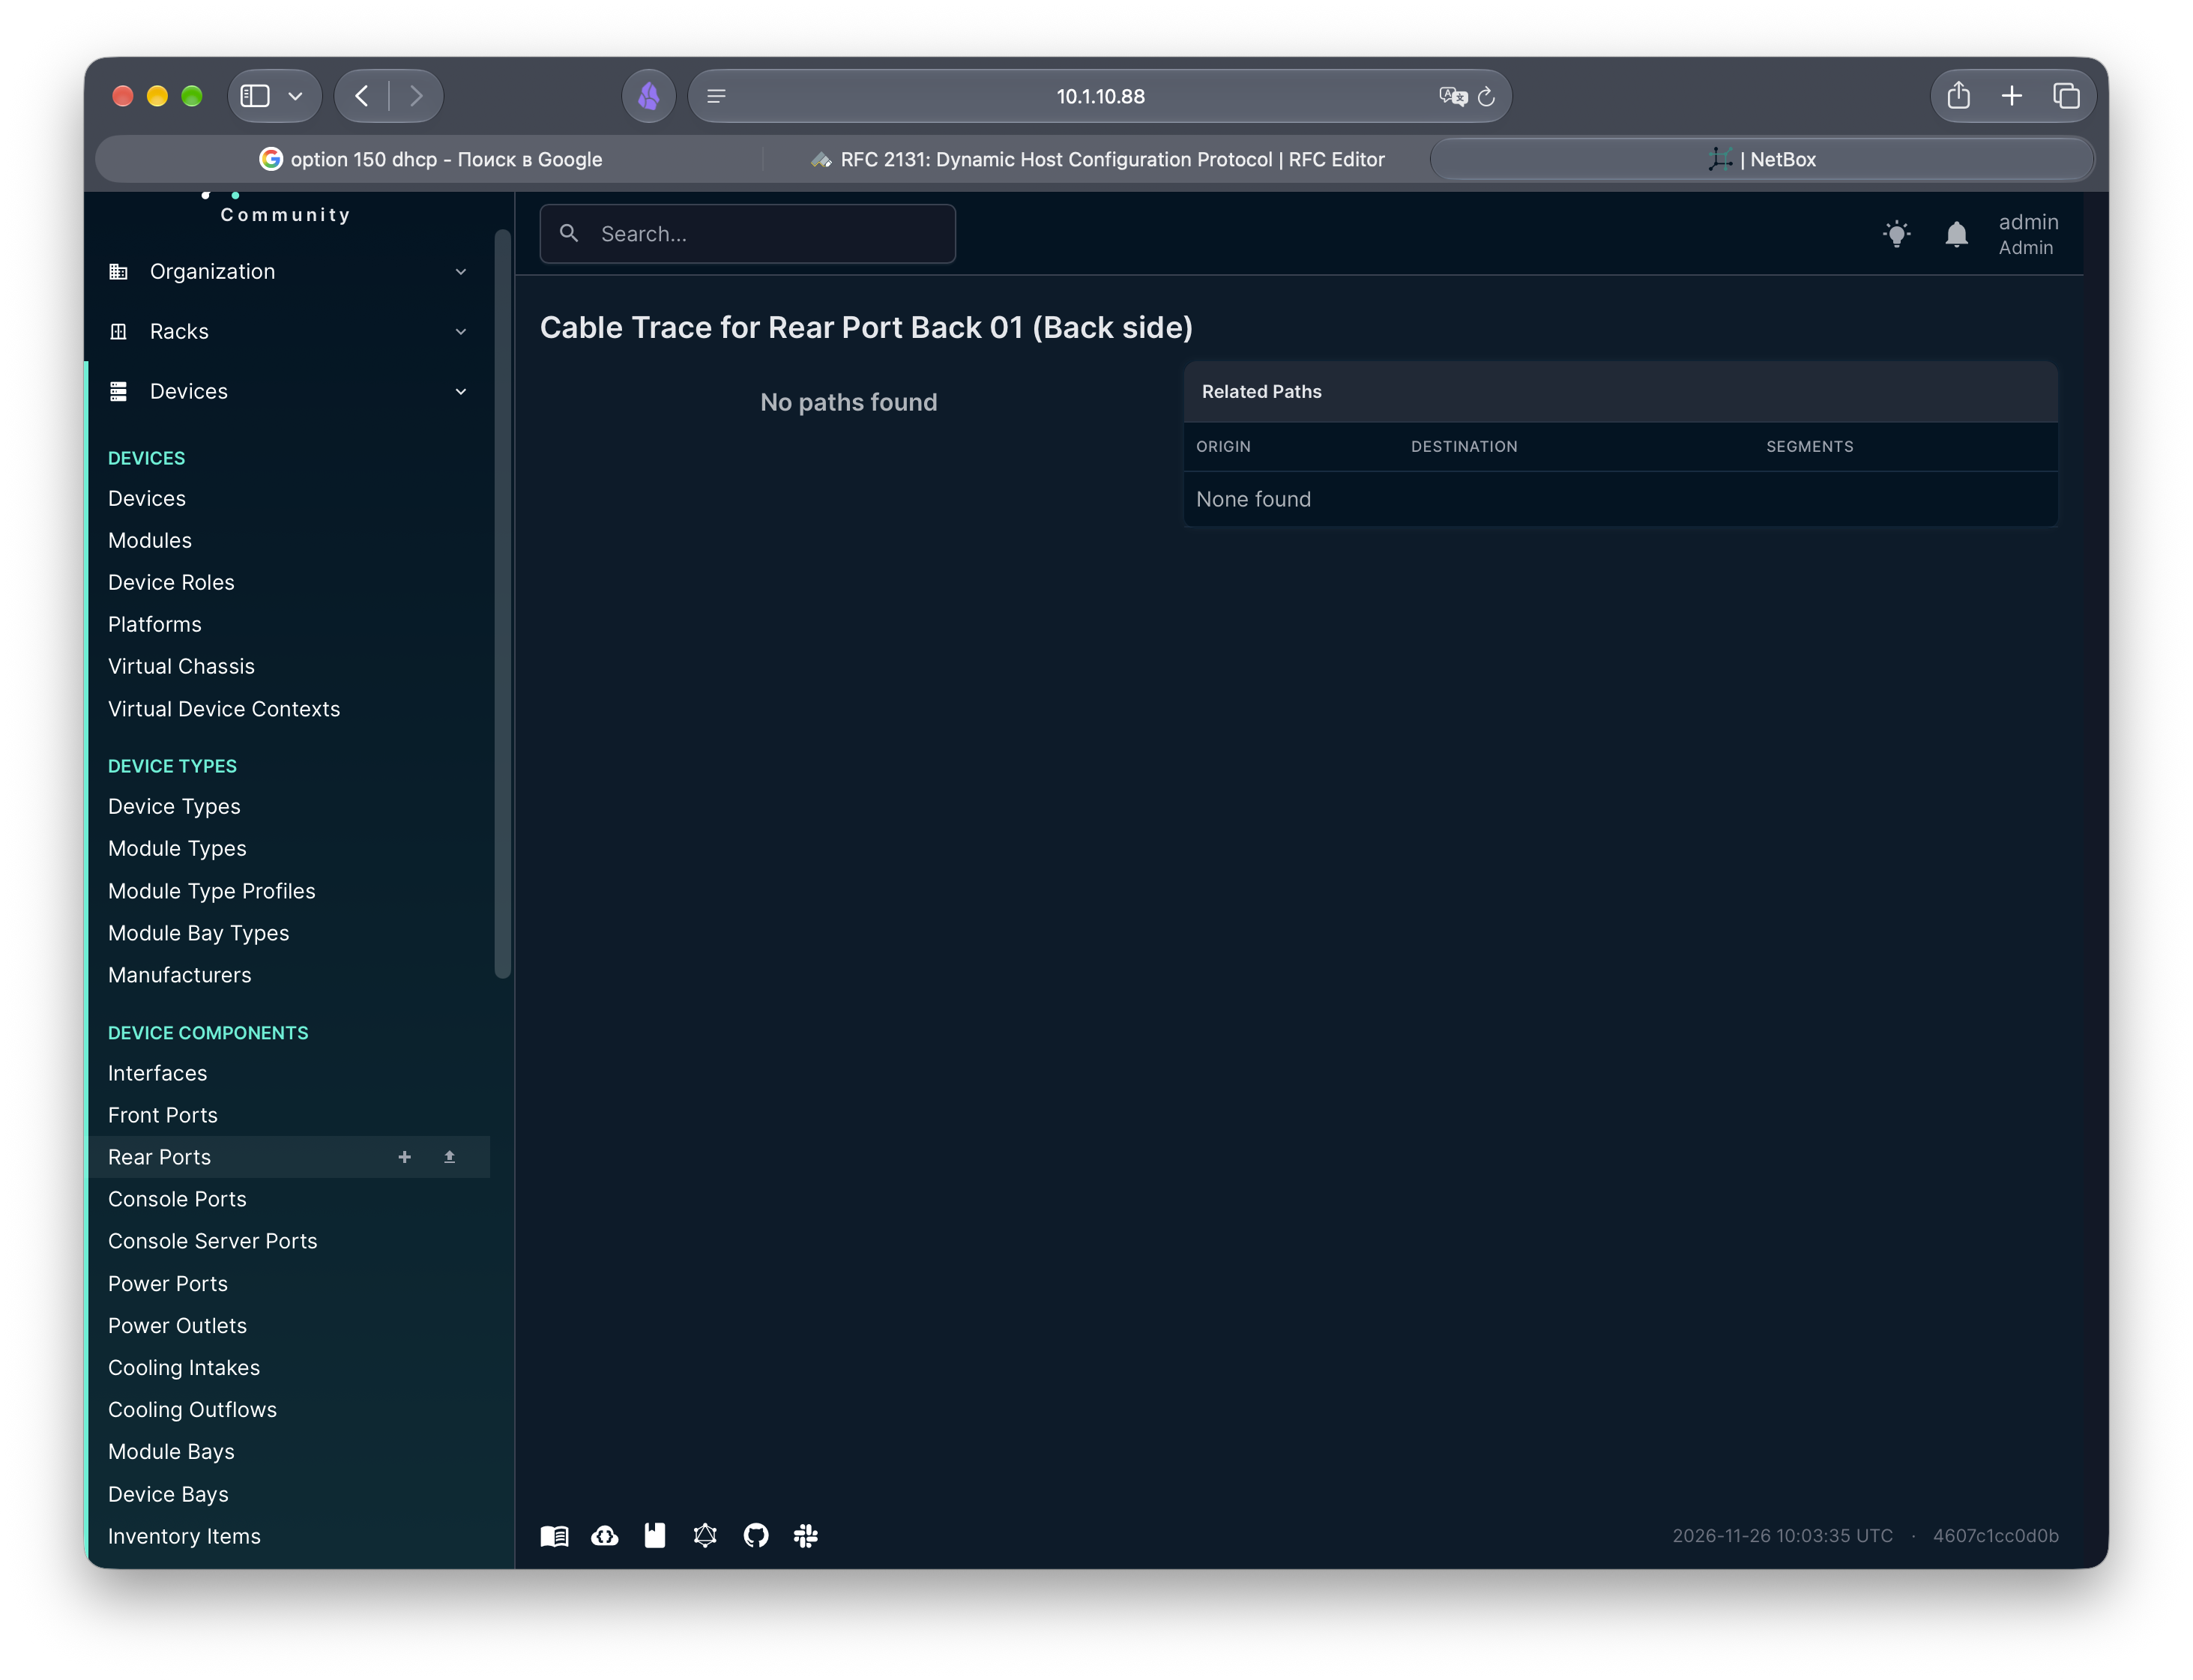 10.1.10.88
option 150 dhcp - Поиск в Google
RFC 2131: Dynamic Host Configuration Protocol | RFC Editor
| NetBox
Community
Organization
Racks
Devices
DEVICES
Devices
Modules
Device Roles
Platforms
Virtual Chassis
Virtual Device Contexts
DEVICE TYPES
Device Types
Module Types
Module Type Profiles
Module Bay Types
Manufacturers
DEVICE COMPONENTS
Interfaces
Front Ports
Rear Ports
Console Ports
Console Server Ports
Power Ports
Power Outlets
Cooling Intakes
Cooling Outflows
Module Bays
Device Bays
Inventory Items
Search...
admin
Admin
Cable Trace for Rear Port Back 01 (Back side)
No paths found
Related Paths
ORIGIN DESTINATION SEGMENTS
None found
2026-11-26 10:03:35 UTC · 4607c1cc0d0b